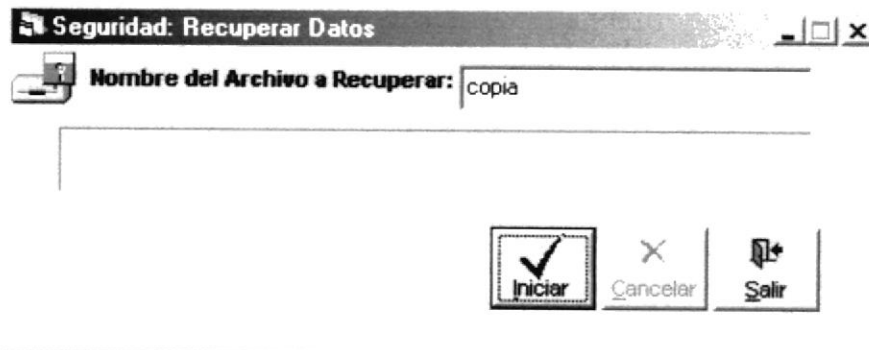 Seguridad: Recuperar Datos
Nombre del Archivo a Recuperar: copia
Iniciar Cancelar Salir